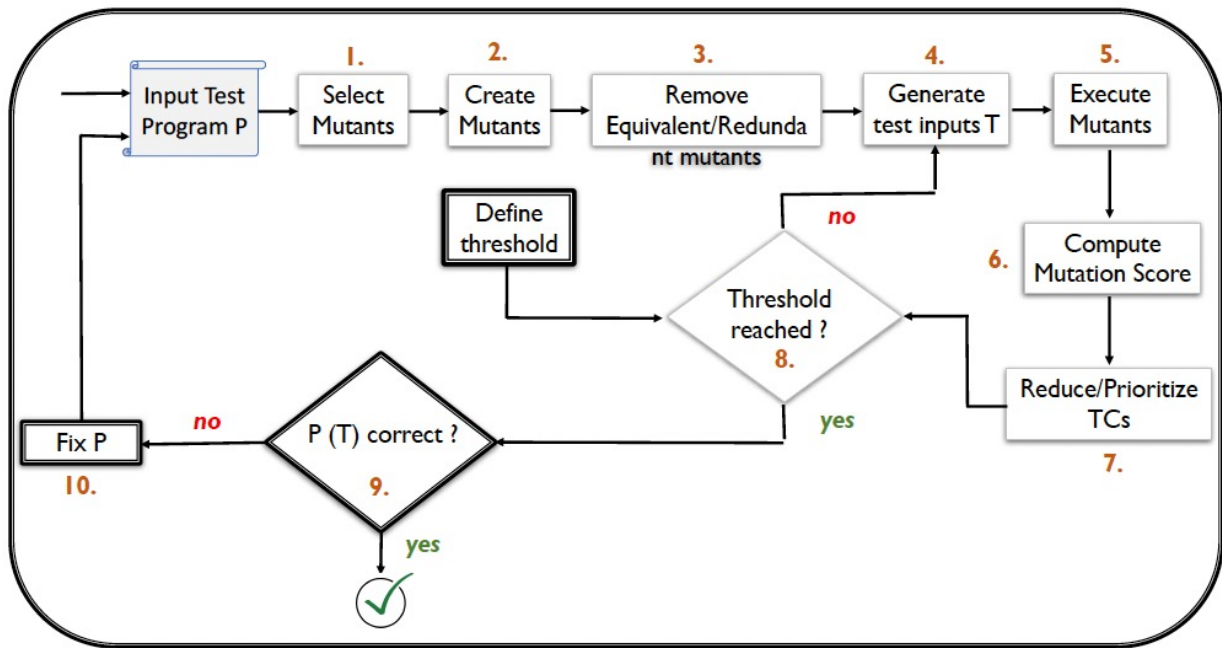 1.
2.
3.
4.
5.
Input Test
Program P
Select
Mutants
Create
Mutants
Remove
Equivalent/Redunda
nt mutants
Generate
test inputs T
Execute
Mutants
Define
threshold
no
6.
Compute
Mutation Score
Threshold
reached ?
8.
Reduce/Prioritize
TCs
7.
yes
no
P (T) correct ?
9.
Fix P
10.
yes